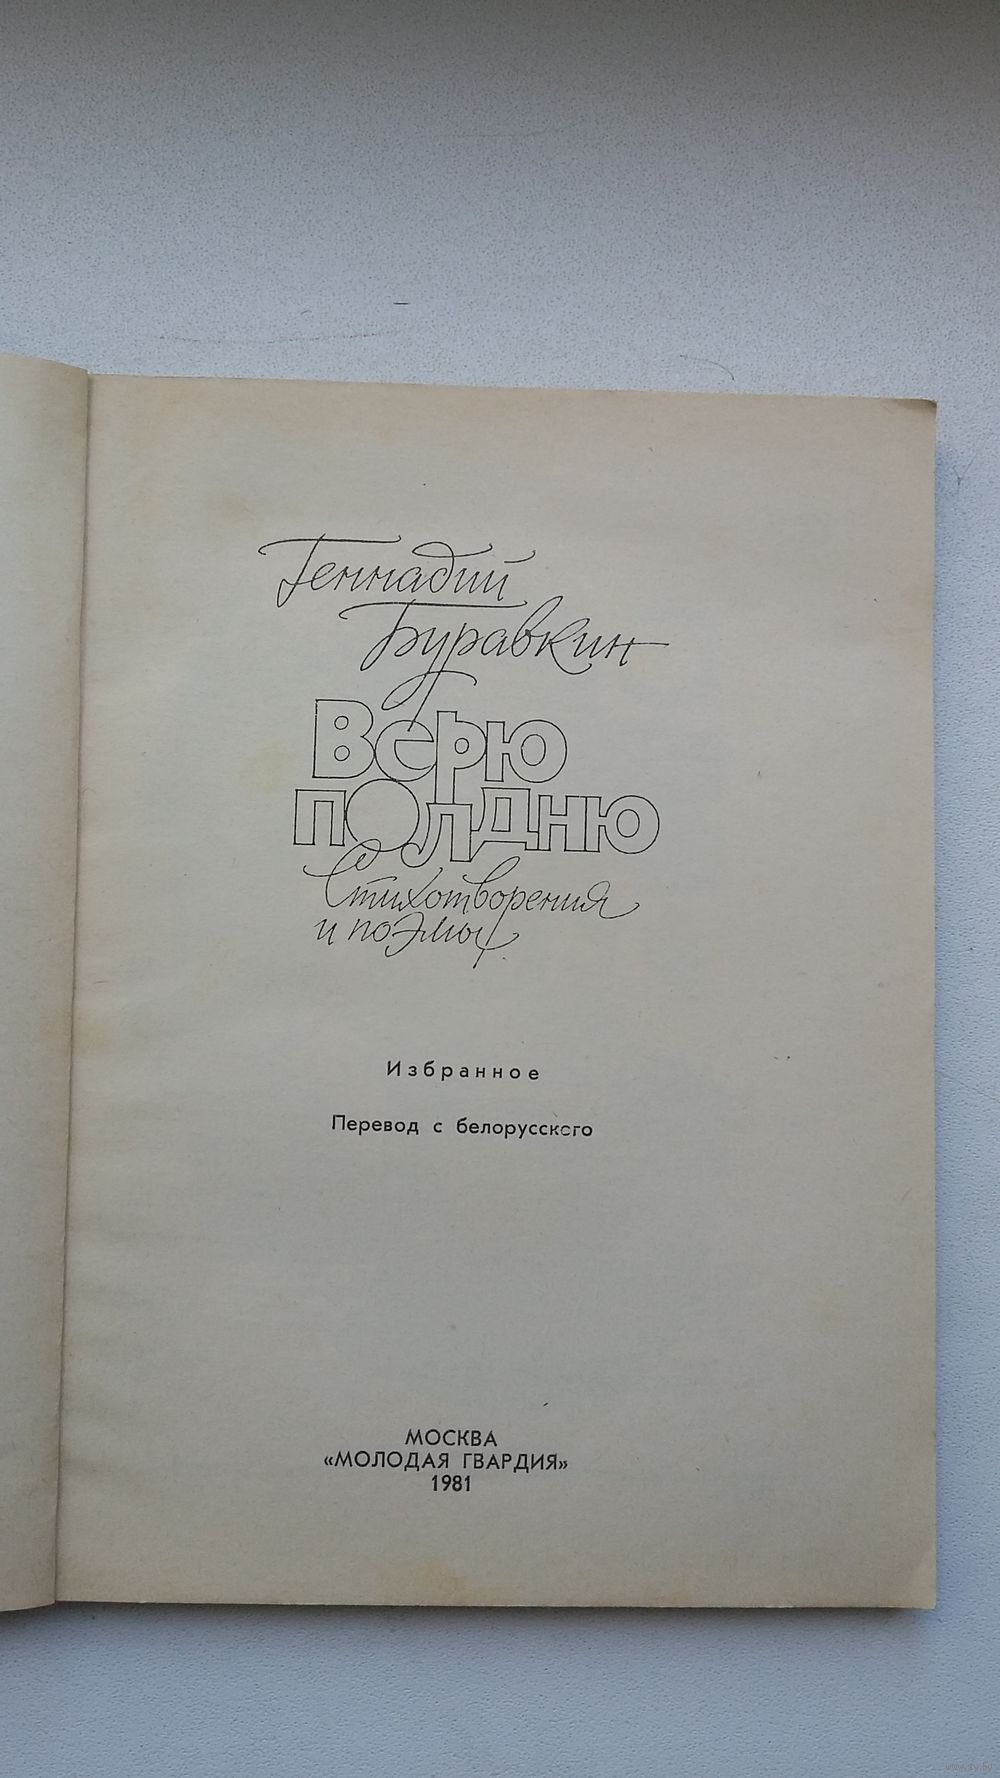 Геннадий
Буравкин
Верю
полдню
Стихотворения
и поэмы
Избранное
Перевод с белорусского
МОСКВА
«МОЛОДАЯ ГВАРДИЯ»
1981